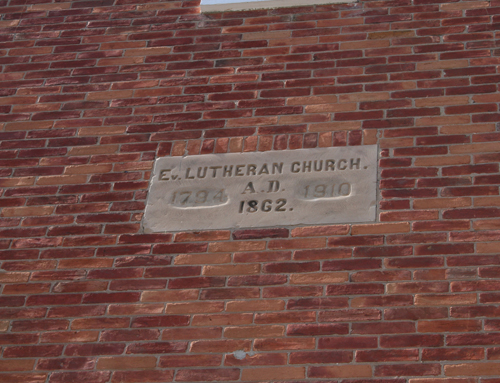 Ev. LUTHERAN CHURCH.
1794 A.D. 1910
1862.